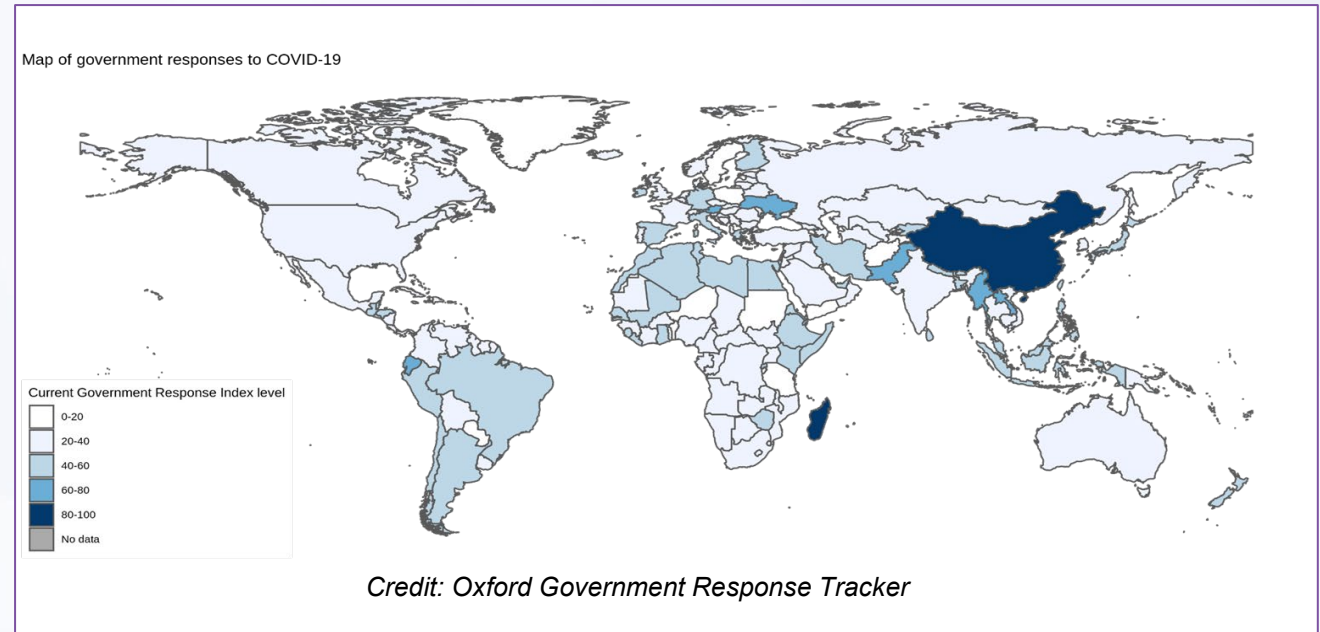 Map of government responses to COVID-19
Current Government Response Index level
0-20
20-40
40-60
60-80
80-100
No data
Credit: Oxford Government Response Tracker